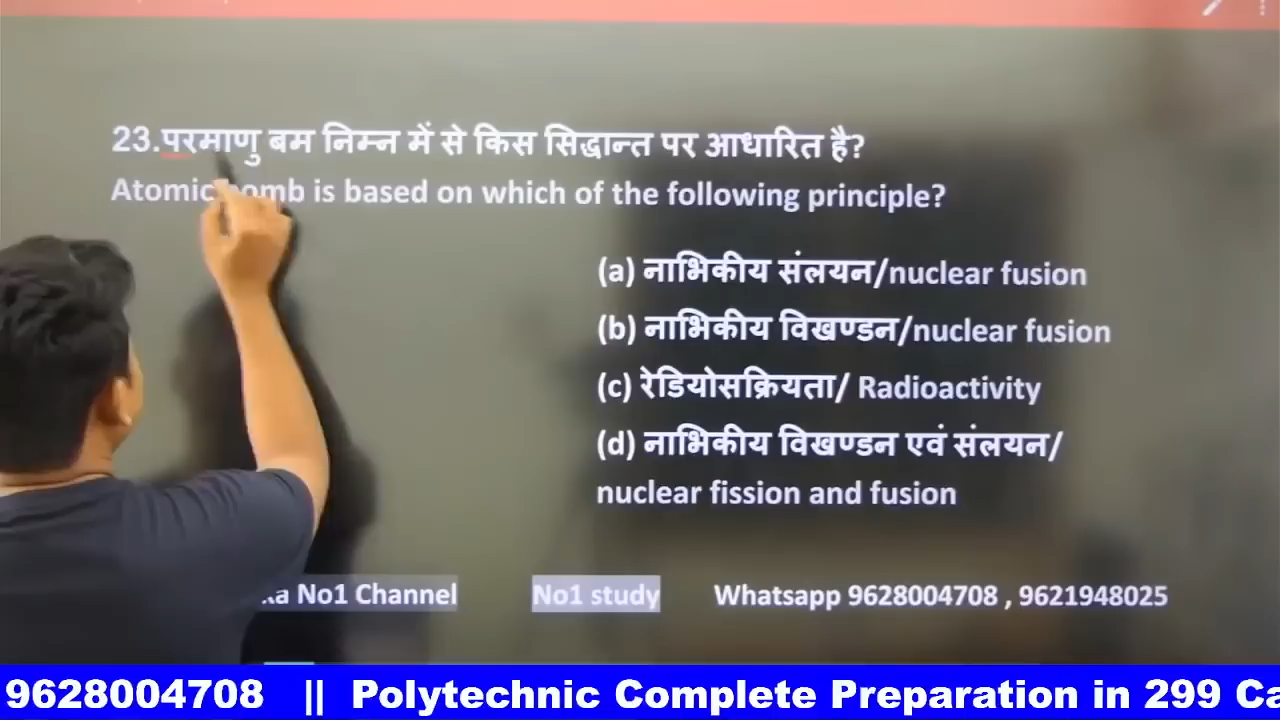 23.परमाणु बम निम्न में से किस सिद्धान्त पर आधारित है?
Atomic bomb is based on which of the following principle?
(a) नाभिकीय संलयन/nuclear fusion
(b) नाभिकीय विखण्डन/nuclear fusion
(c) रेडियोसक्रियता/ Radioactivity
(d) नाभिकीय विखण्डन एवं संलयन/
nuclear fission and fusion
No1 Channel No1 study Whatsapp 9628004708 , 9621948025
9628004708 || Polytechnic Complete Preparation in 299